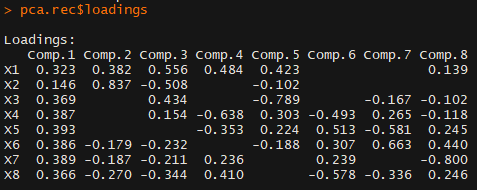 > pca.rec$loadings
Loadings:
   Comp.1 Comp.2 Comp.3 Comp.4 Comp.5 Comp.6 Comp.7 Comp.8
X1  0.323  0.382  0.556  0.484  0.423                0.139
X2  0.146  0.837 -0.508        -0.102
X3  0.369         0.434        -0.789        -0.167 -0.102
X4  0.387         0.154 -0.638  0.303 -0.493  0.265 -0.118
X5  0.393               -0.353  0.224  0.513 -0.581  0.245
X6  0.386 -0.179 -0.232        -0.188  0.307  0.663  0.440
X7  0.389 -0.187 -0.211  0.236         0.239        -0.800
X8  0.366 -0.270 -0.344  0.410        -0.578 -0.336  0.246